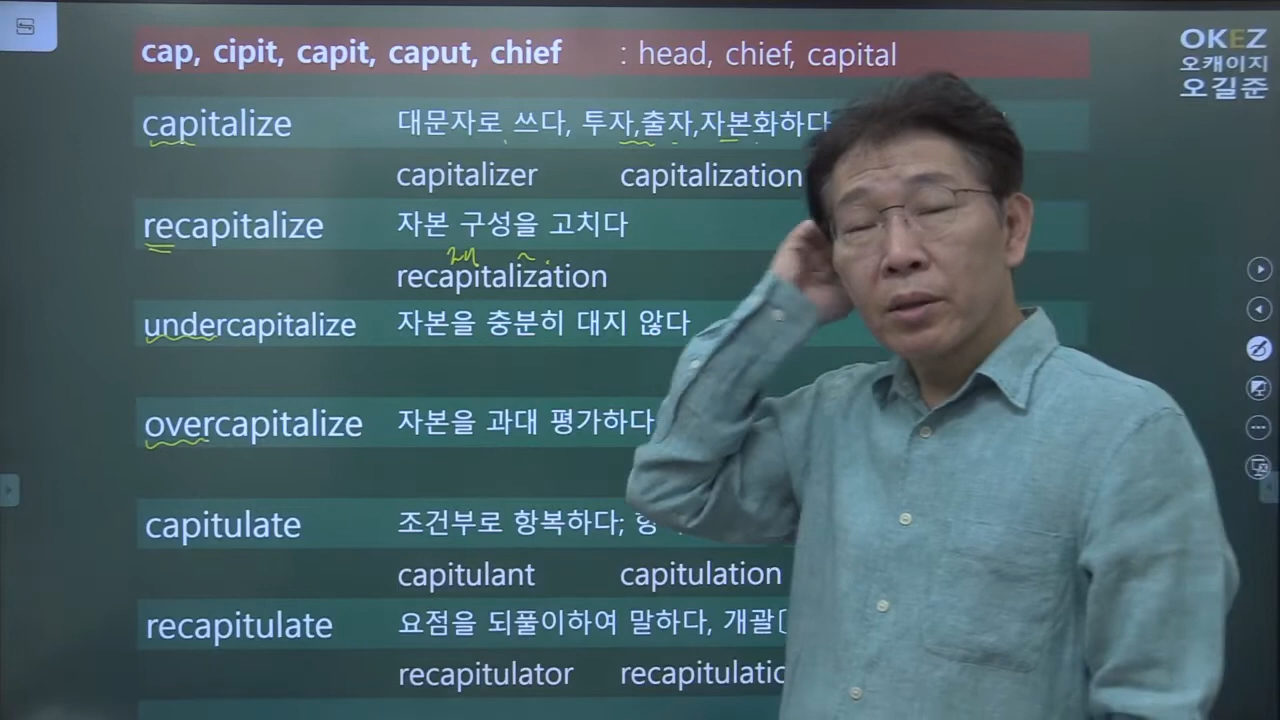 cap, cipit, capit, caput, chief : head, chief, capital
OKEZ
오캐이지
오길준
capitalize 대문자로 쓰다, 투자,출자,자본화하다
capitalizer capitalization
recapitalize 자본 구성을 고치다
재
recapitalization
undercapitalize 자본을 충분히 대지 않다
overcapitalize 자본을 과대 평가하다
capitulate 조건부로 항복하다;
capitulant capitulation
recapitulate 요점을 되풀이하여 말하다, 개괄[
recapitulator